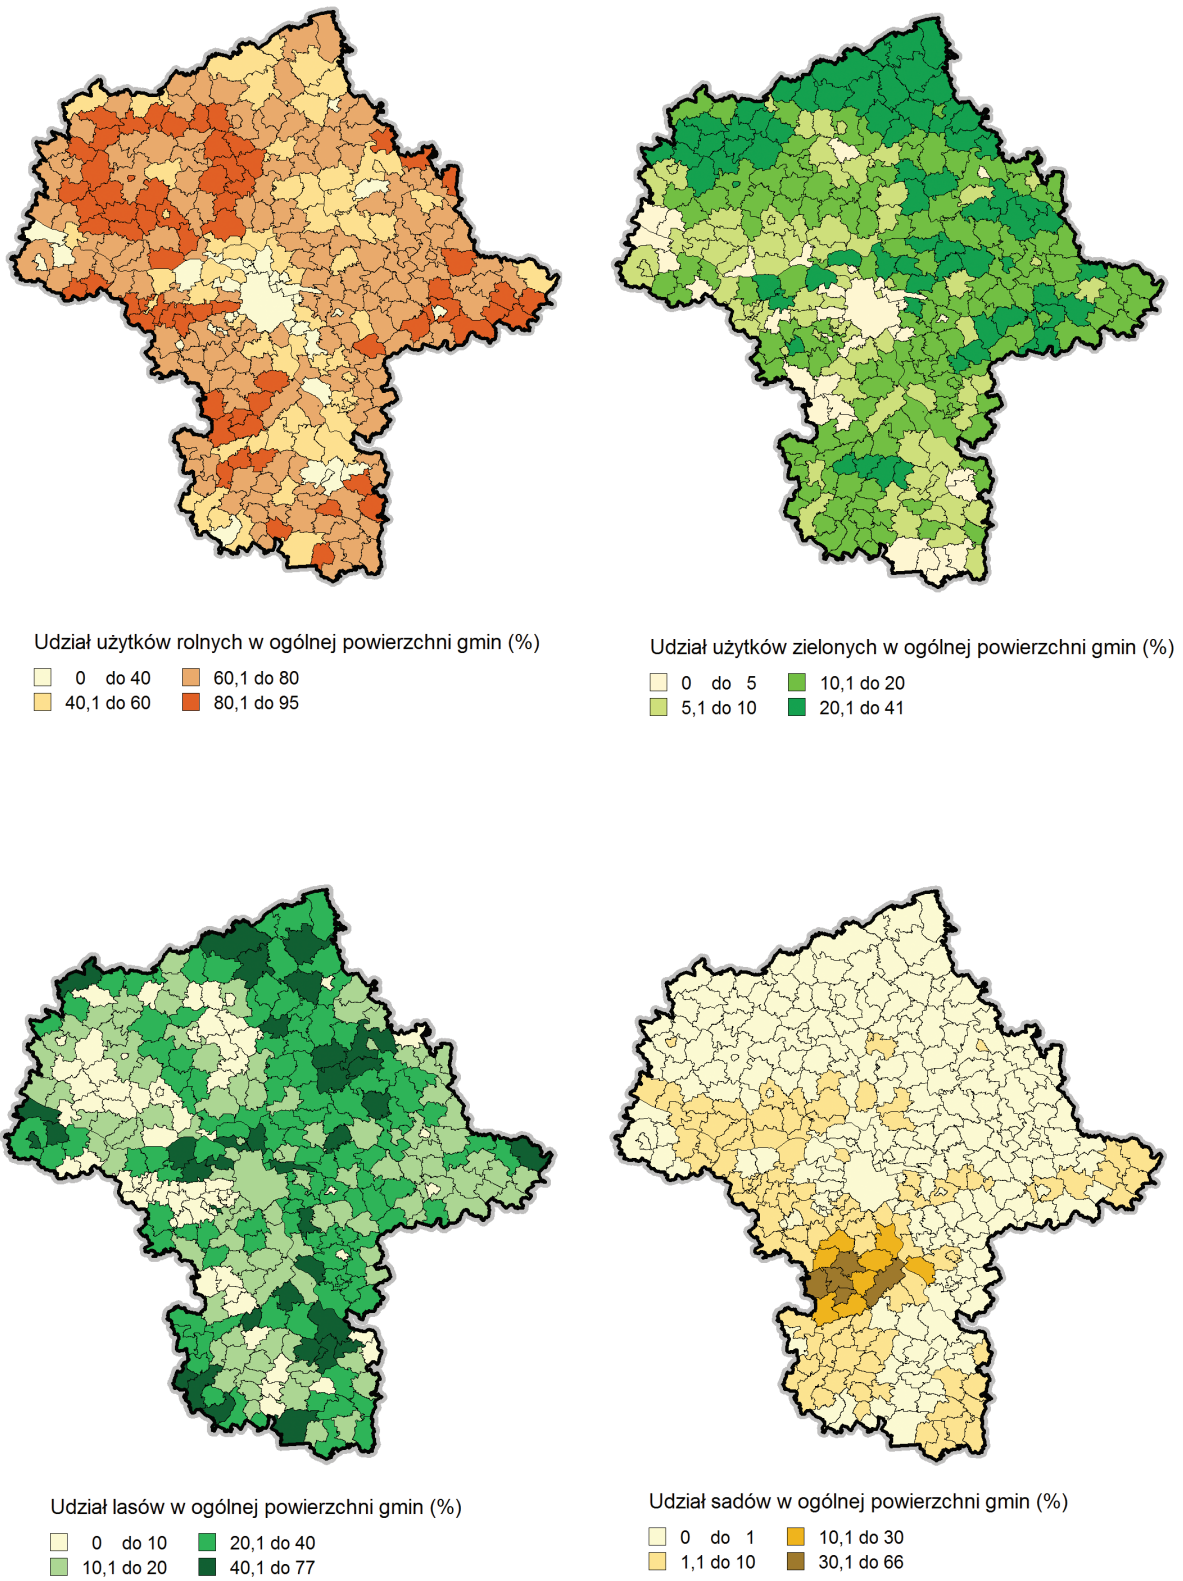 Udział użytków rolnych w ogólnej powierzchni gmin (%)
0 do 40
60,1 do 80
40,1 do 60
80,1 do 95
Udział użytków zielonych w ogólnej powierzchni gmin (%)
0 do 5
10,1 do 20
5,1 do 10
20,1 do 41
Udział lasów w ogólnej powierzchni gmin (%)
0 do 10
20,1 do 40
10,1 do 20
40,1 do 77
Udział sadów w ogólnej powierzchni gmin (%)
0 do 1
10,1 do 30
1,1 do 10
30,1 do 66